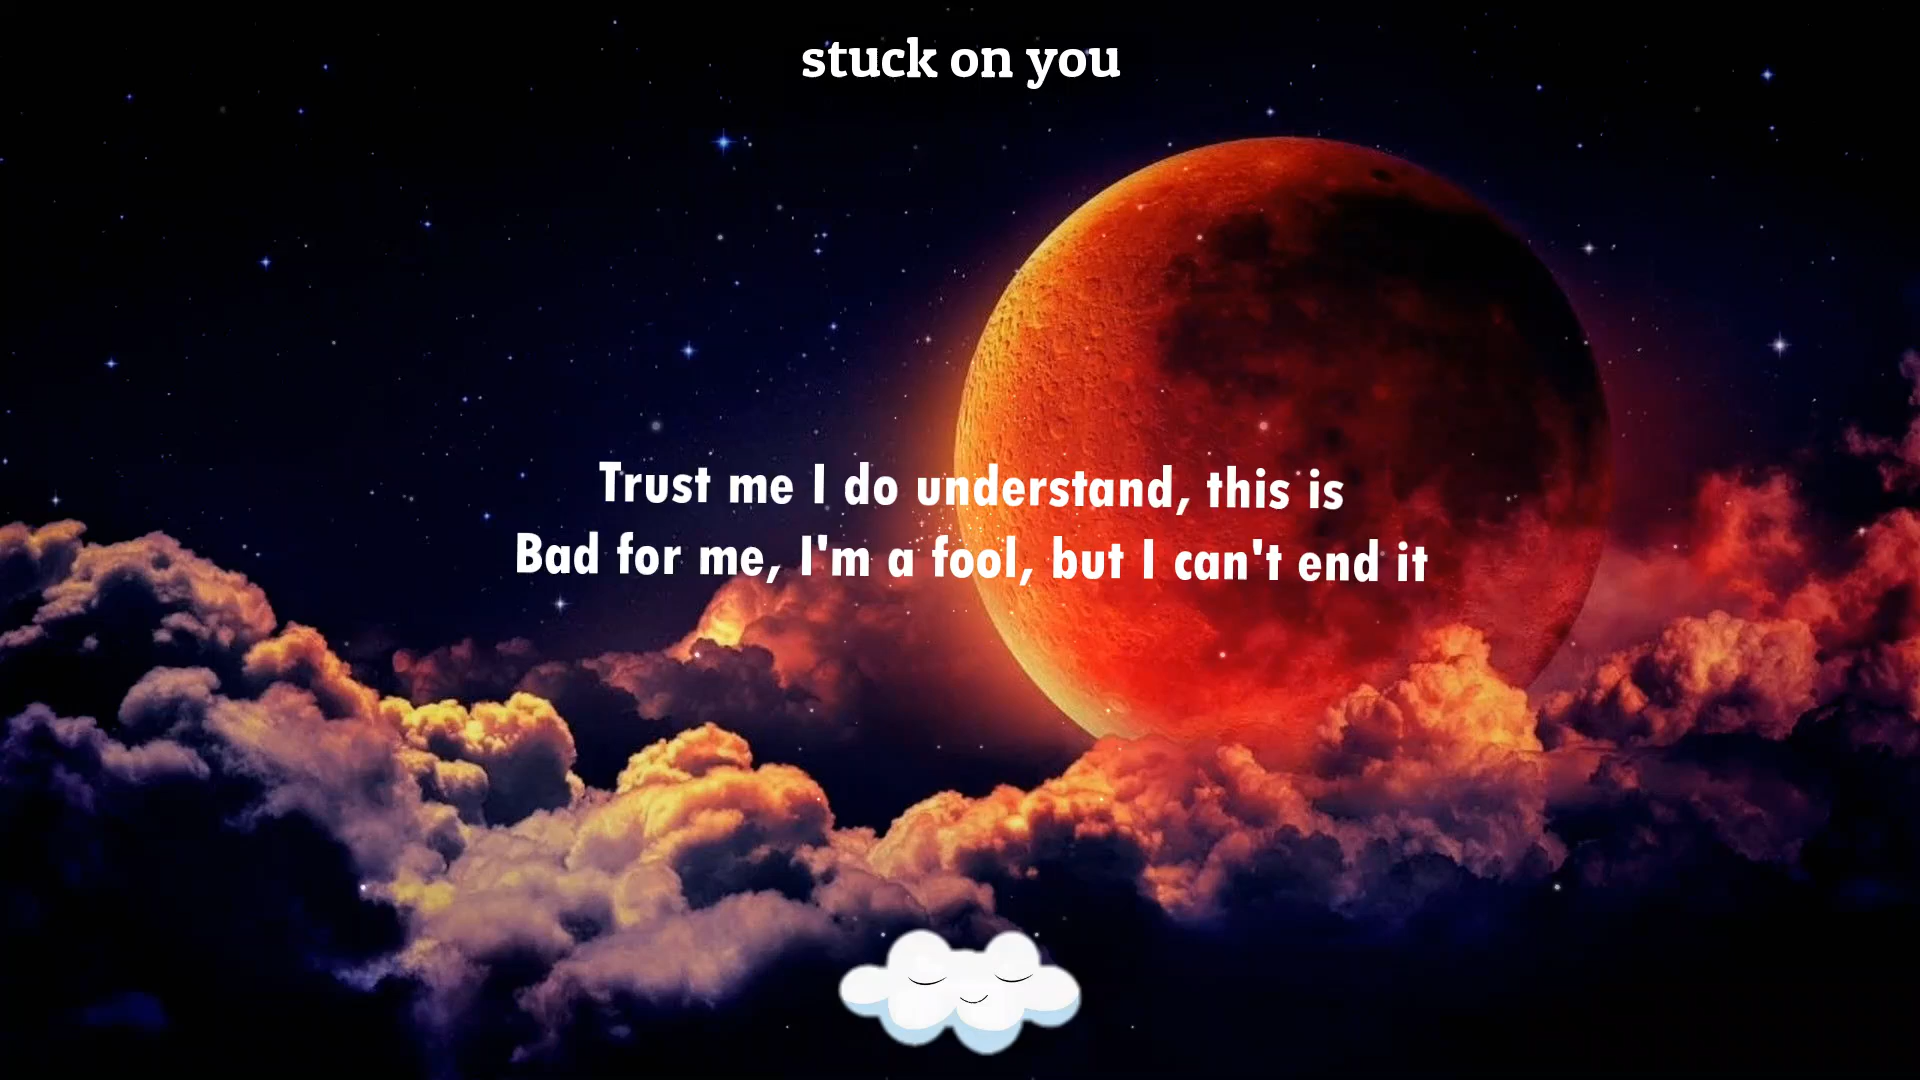 stuck on you
Trust me I do understand, this is
Bad for me, I'm a fool, but I can't end it